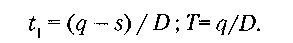 t₁ = (q – s) / D ; T= q/D.